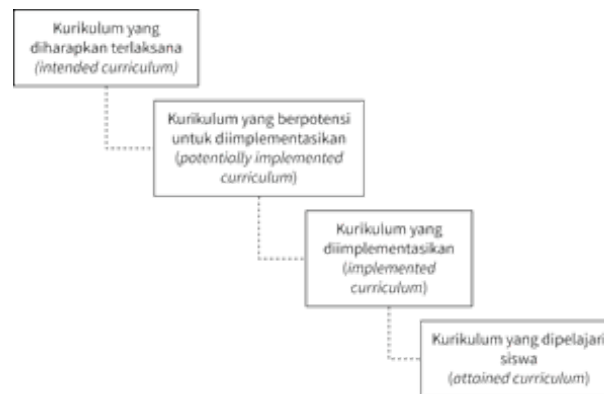 Kurikulum yang
diharapkan terlaksana
(intended curriculum)
Kurikulum yang berpotensi
untuk diimplementasikan
(potentially implemented
curriculum)
Kurikulum yang
diimplementasikan
(implemented
curriculum)
Kurikulum yang dipelajari
siswa
(attained curriculum)